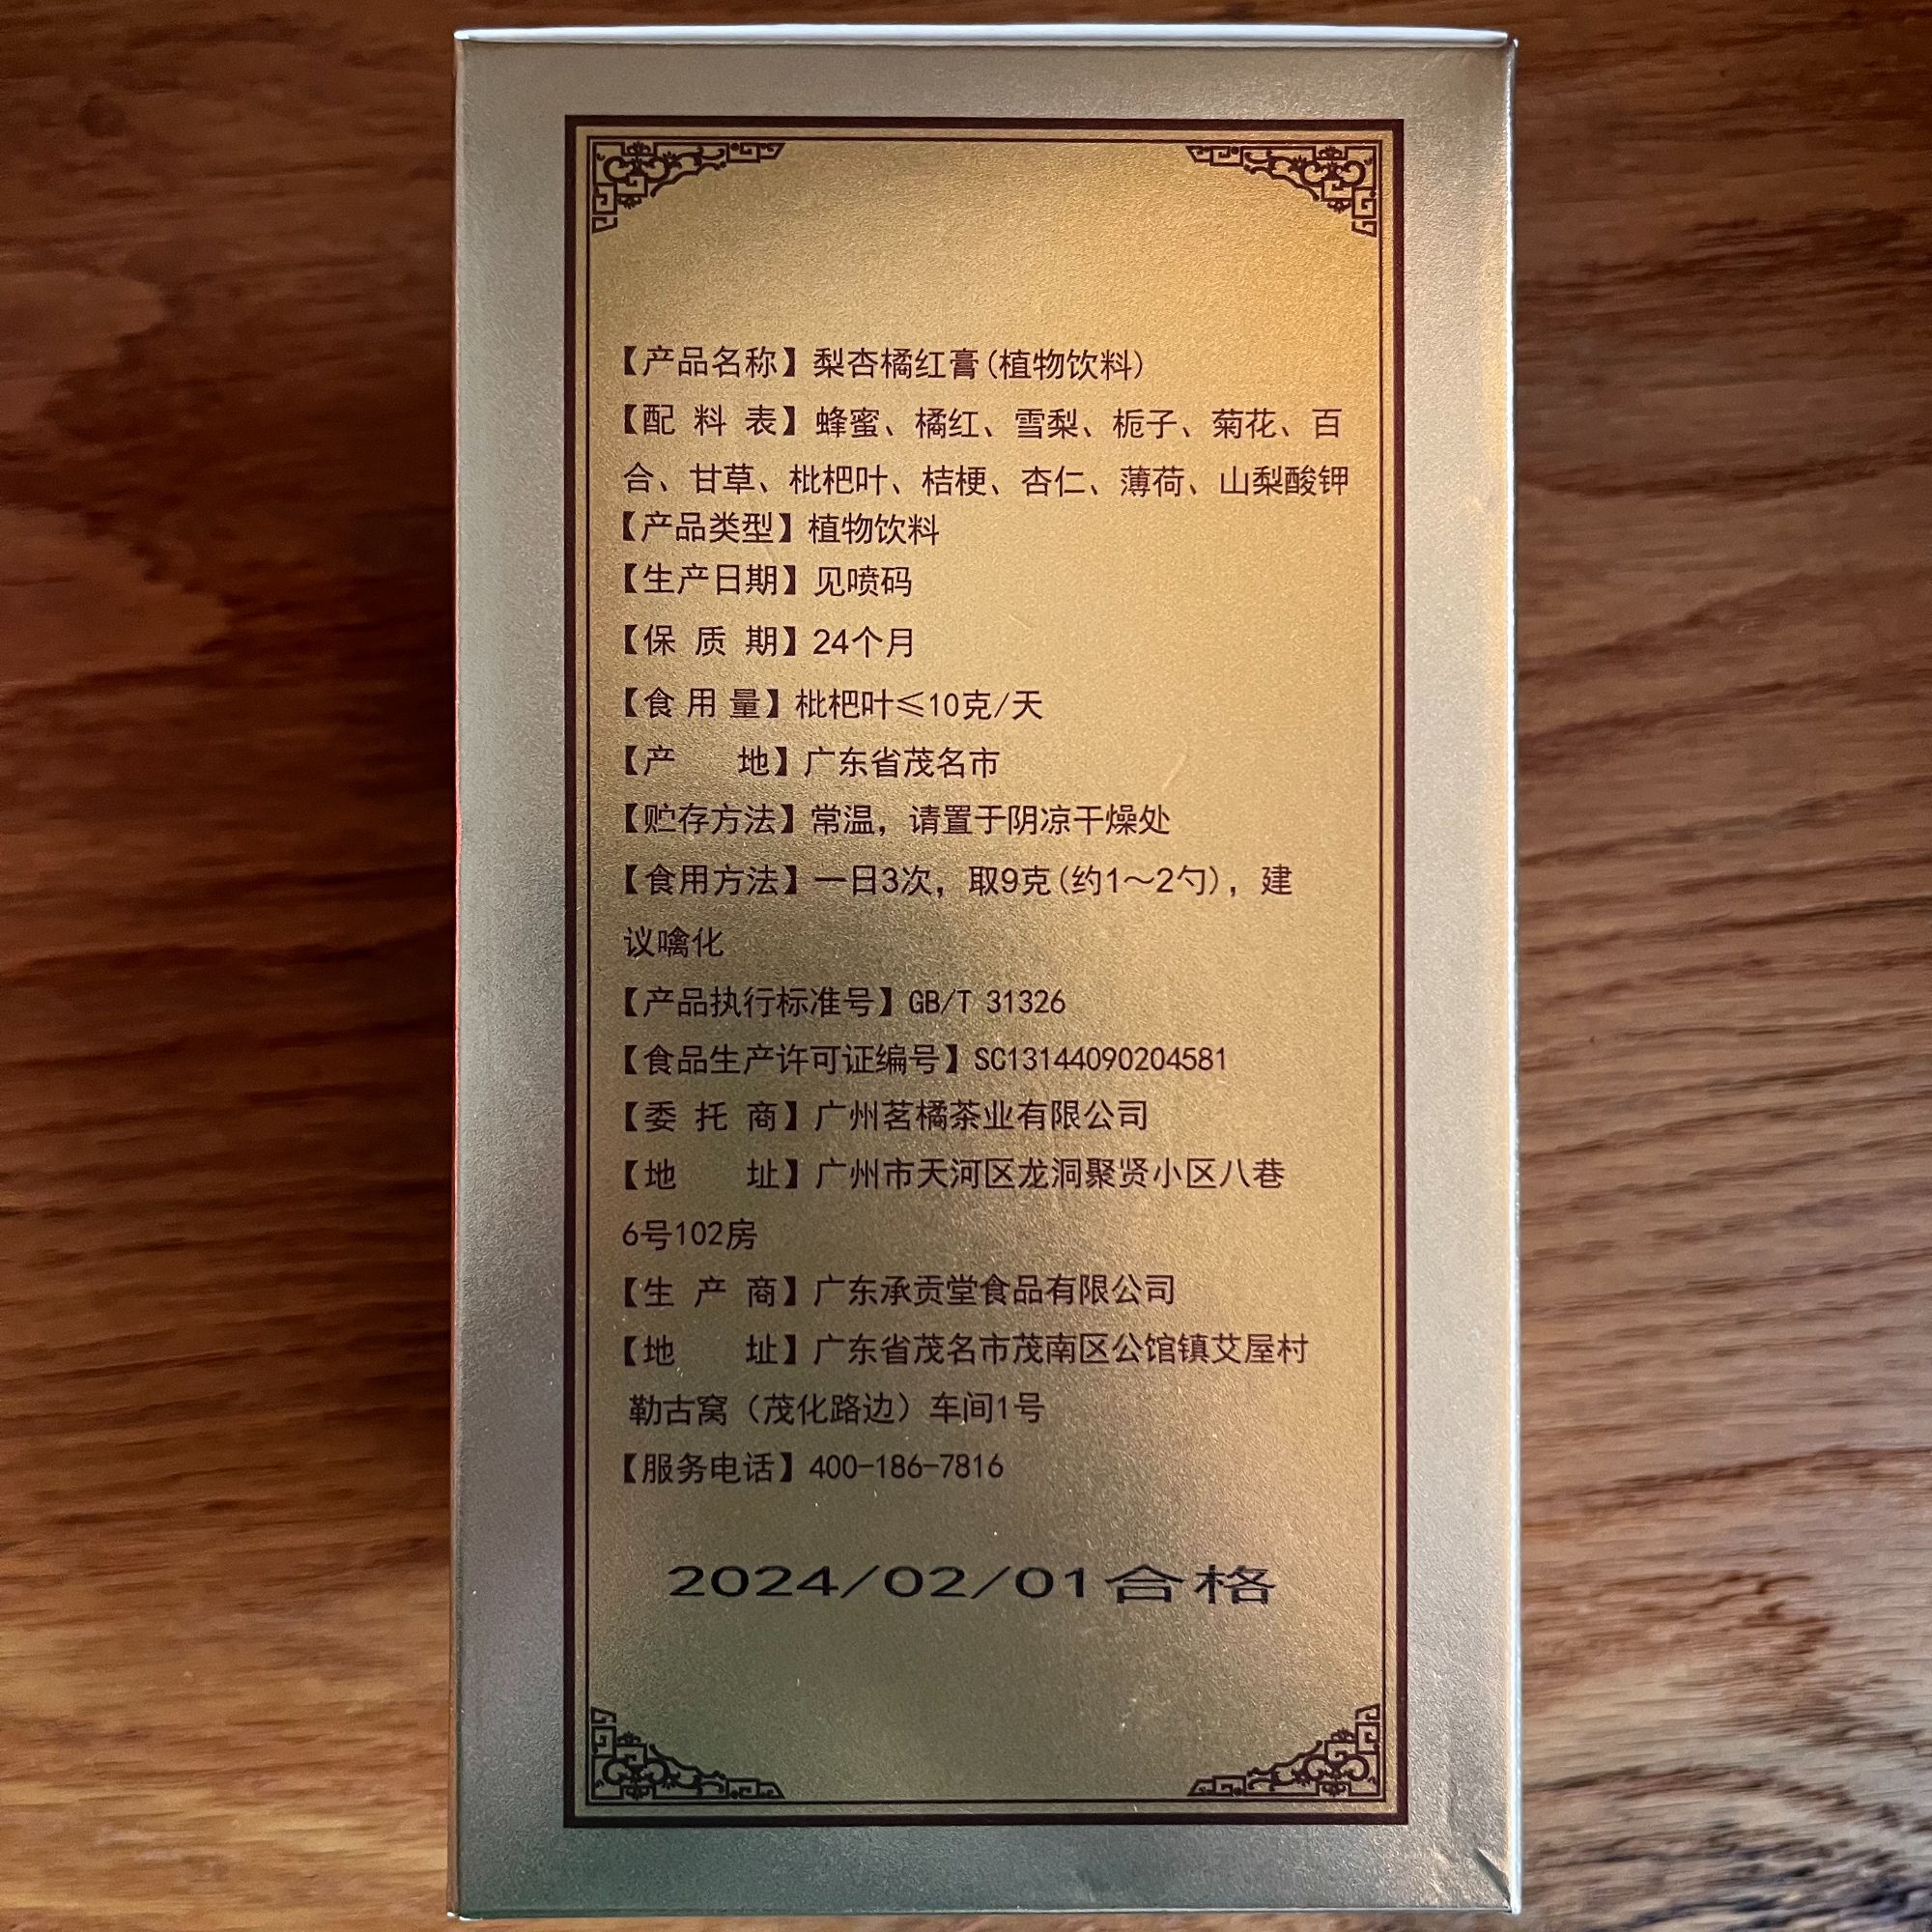 【产品名称】梨杏橘红膏(植物饮料)
【配 料 表】蜂蜜、橘红、雪梨、栀子、菊花、百
合、甘草、枇杷叶、桔梗、杏仁、薄荷、山梨酸钾
【产品类型】植物饮料
【生产日期】见喷码
【保 质 期】24个月
【食 用 量】枇杷叶≤10克/天
【产 地】广东省茂名市
【贮存方法】常温，请置于阴凉干燥处
【食用方法】一日3次，取9克(约1～2勺)，建
议噙化
【产品执行标准号】GB/T 31326
【食品生产许可证编号】SC13144090204581
【委 托 商】广州茗橘茶业有限公司
【地 址】广州市天河区龙洞聚贤小区八巷
6号102房
【生 产 商】广东承贡堂食品有限公司
【地 址】广东省茂名市茂南区公馆镇艾屋村
勒古窝（茂化路边）车间1号
【服务电话】400-186-7816
2024/02/01合格